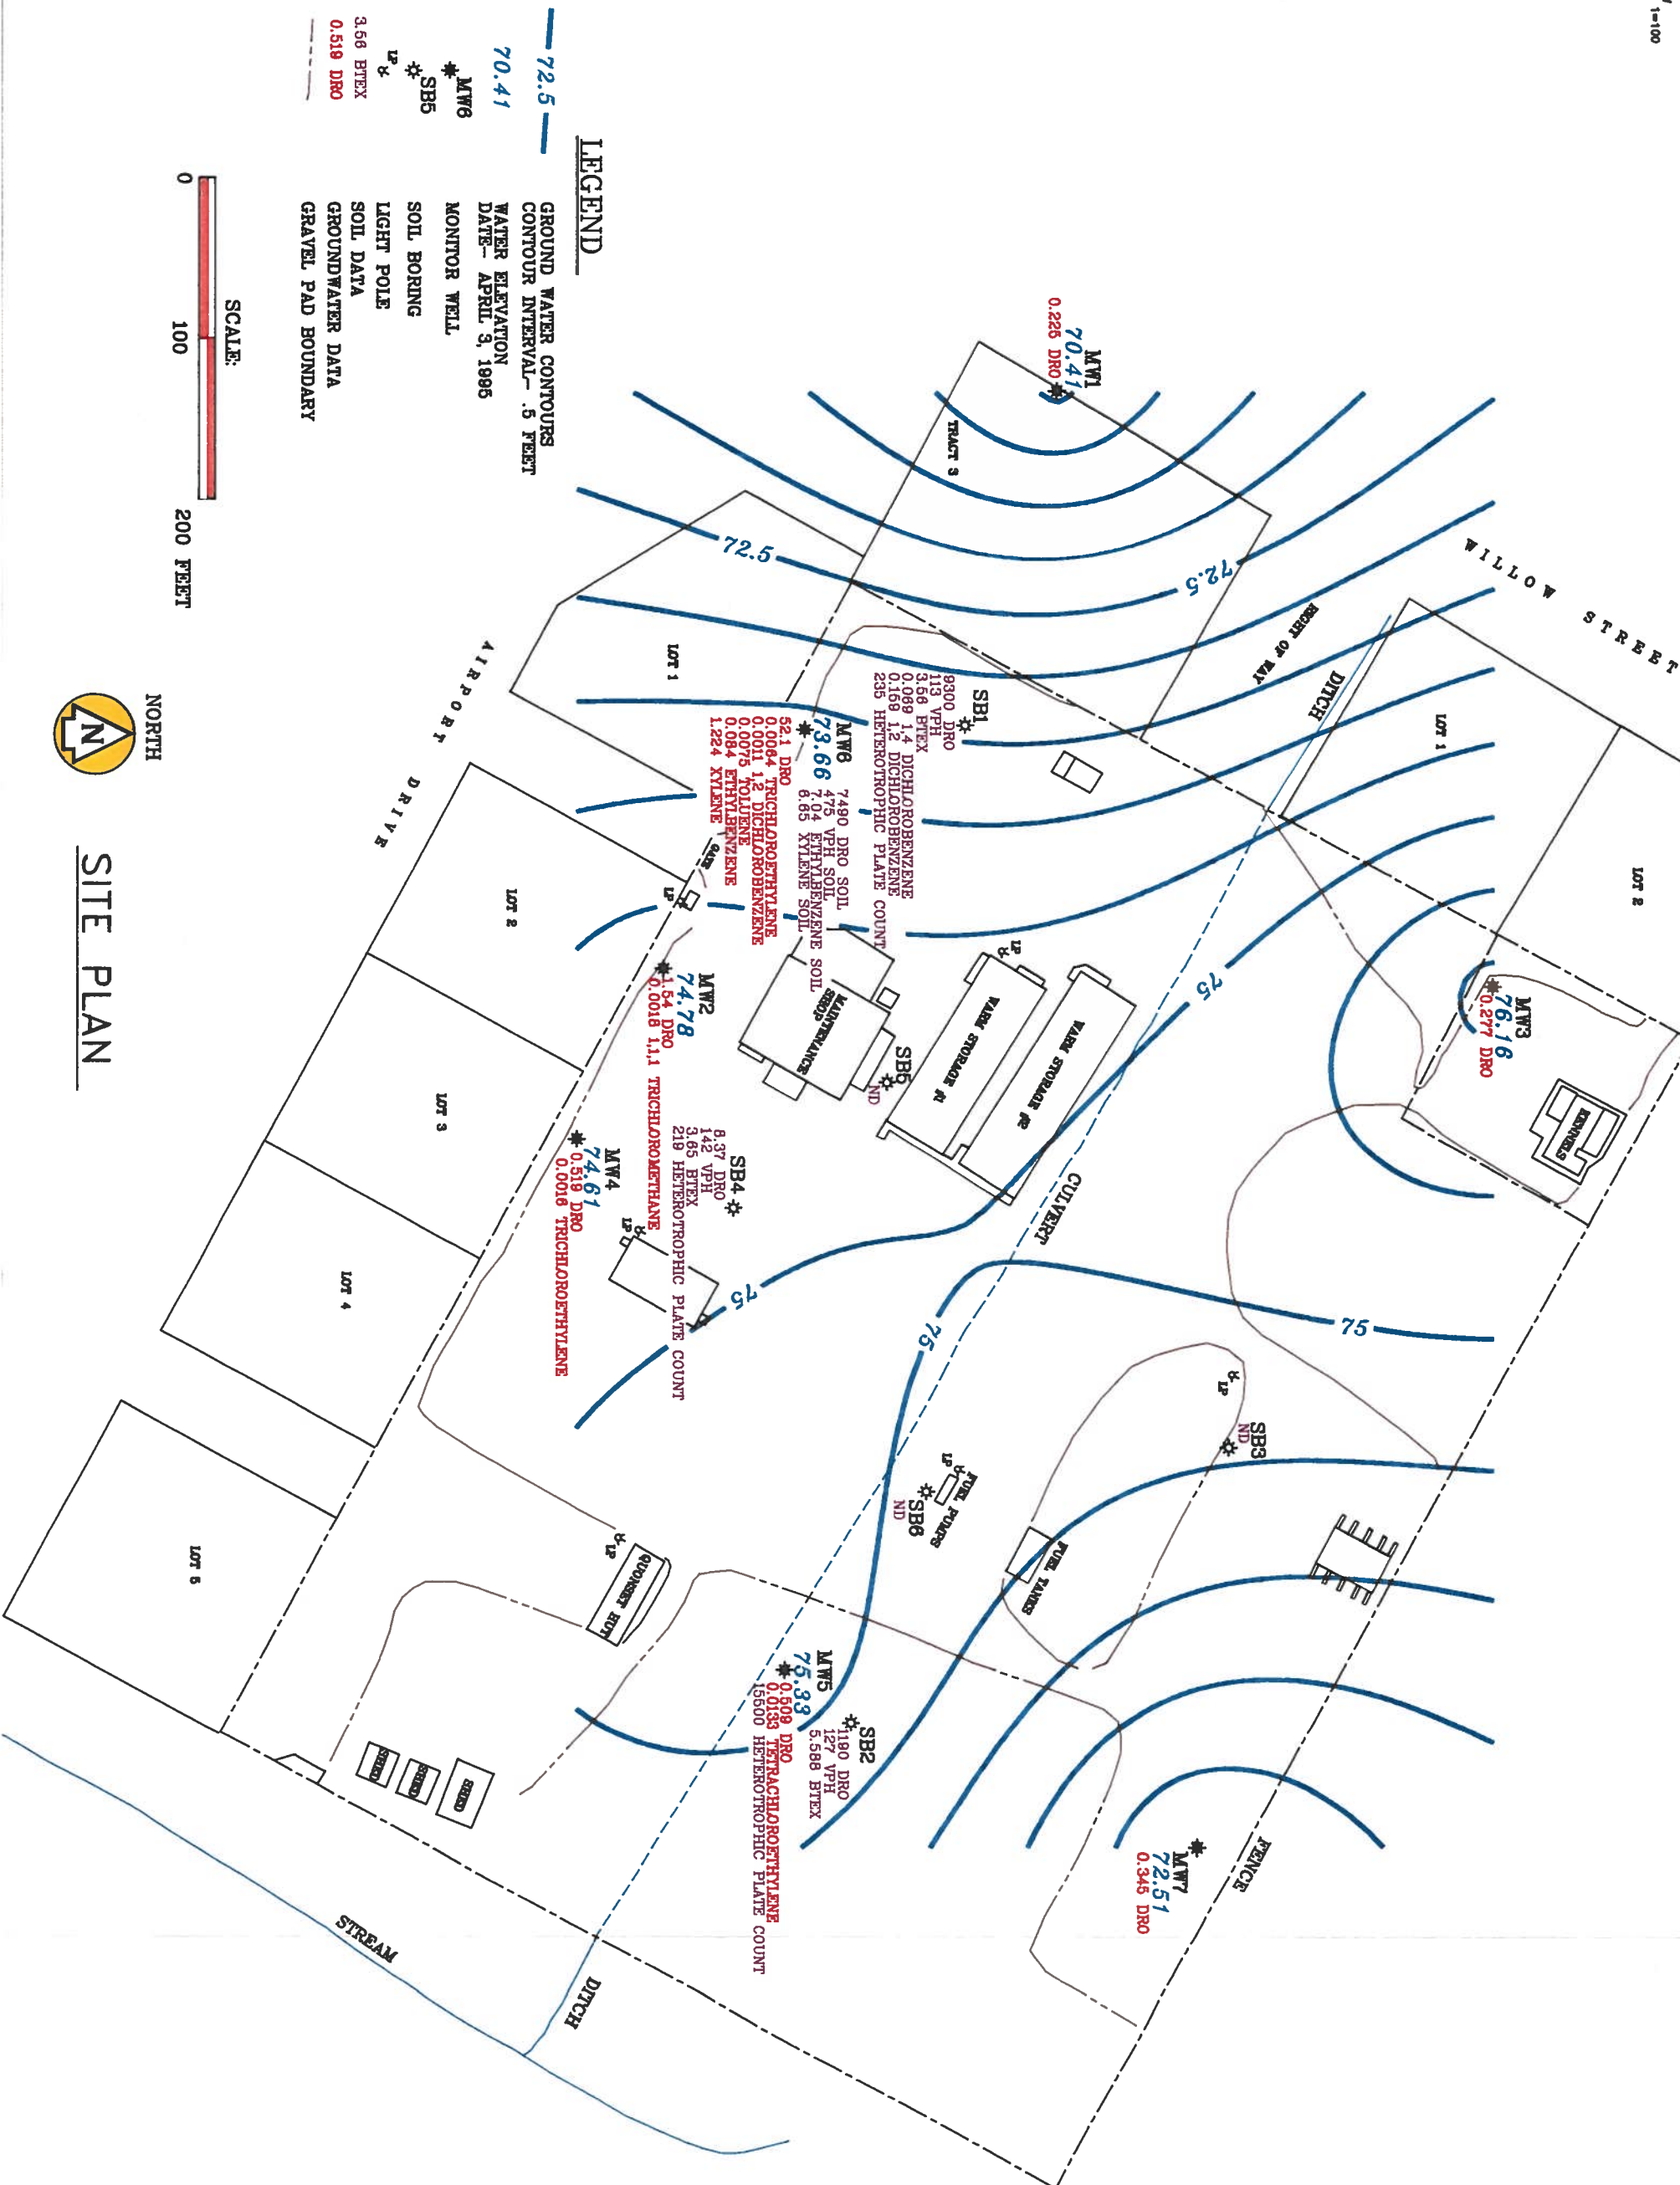 1=100
WILLOW STREET
LOT 2
LOT 1
DITCH
RIGHT OF WAY
MW1
70.41
0.225 DRO
TRACT 3
72.5
72.5
LOT 1
MW3
76.16
0.277 DRO
KENNELS
SB1
9300 DRO
113 VPH
3.56 BTEX
0.069 1,4 DICHLOROBENZENE
0.169 1,2 DICHLOROBENZENE
235 HETEROTROPHIC PLATE COUNT
MW6
73.66
7490 DRO SOIL
475 VPH SOIL
7.04 ETHYLBENZENE SOIL
6.65 XYLENE SOIL
52.1 DRO
0.0064 TRICHLOROETHYLENE
0.0011 1,2 DICHLOROBENZENE
0.0075 TOLUENE
0.084 ETHYLBENZENE
1.224 XYLENE
GATE
LP
LP
WARM STORAGE #2
WARM STORAGE #1
MAINTENANCE
SHOP
75
SB5
ND
CULVERT
MW2
74.78
1.54 DRO
0.0018 1,1,1 TRICHLOROMETHANE
SB4
8.37 DRO
142 VPH
3.65 BTEX
219 HETEROTROPHIC PLATE COUNT
MW4
74.61
0.519 DRO
0.0016 TRICHLOROETHYLENE
LP
75
75
75
LP
SB3
ND
LP
FUEL PUMPS
SB6
ND
FUEL TANKS
LP
QUONSET HUT
MW5
75.33
0.509 DRO
0.0133 TETRACHLOROETHYLENE
15500 HETEROTROPHIC PLATE COUNT
SB2
1190 DRO
127 VPH
5.588 BTEX
MW7
72.51
0.345 DRO
FENCE
SHED
SHED
SHED
DITCH
STREAM
AIRPORT DRIVE
LOT 2
LOT 3
LOT 4
LOT 5
LEGEND
72.5 GROUND WATER CONTOURS
CONTOUR INTERVAL- .5 FEET
70.41 WATER ELEVATION
DATE- APRIL 3, 1995
MW6 MONITOR WELL
SB5 SOIL BORING
LP LIGHT POLE
3.56 BTEX SOIL DATA
0.519 DRO GROUNDWATER DATA
GRAVEL PAD BOUNDARY
SCALE:
0 100 200 FEET
NORTH
N
SITE PLAN